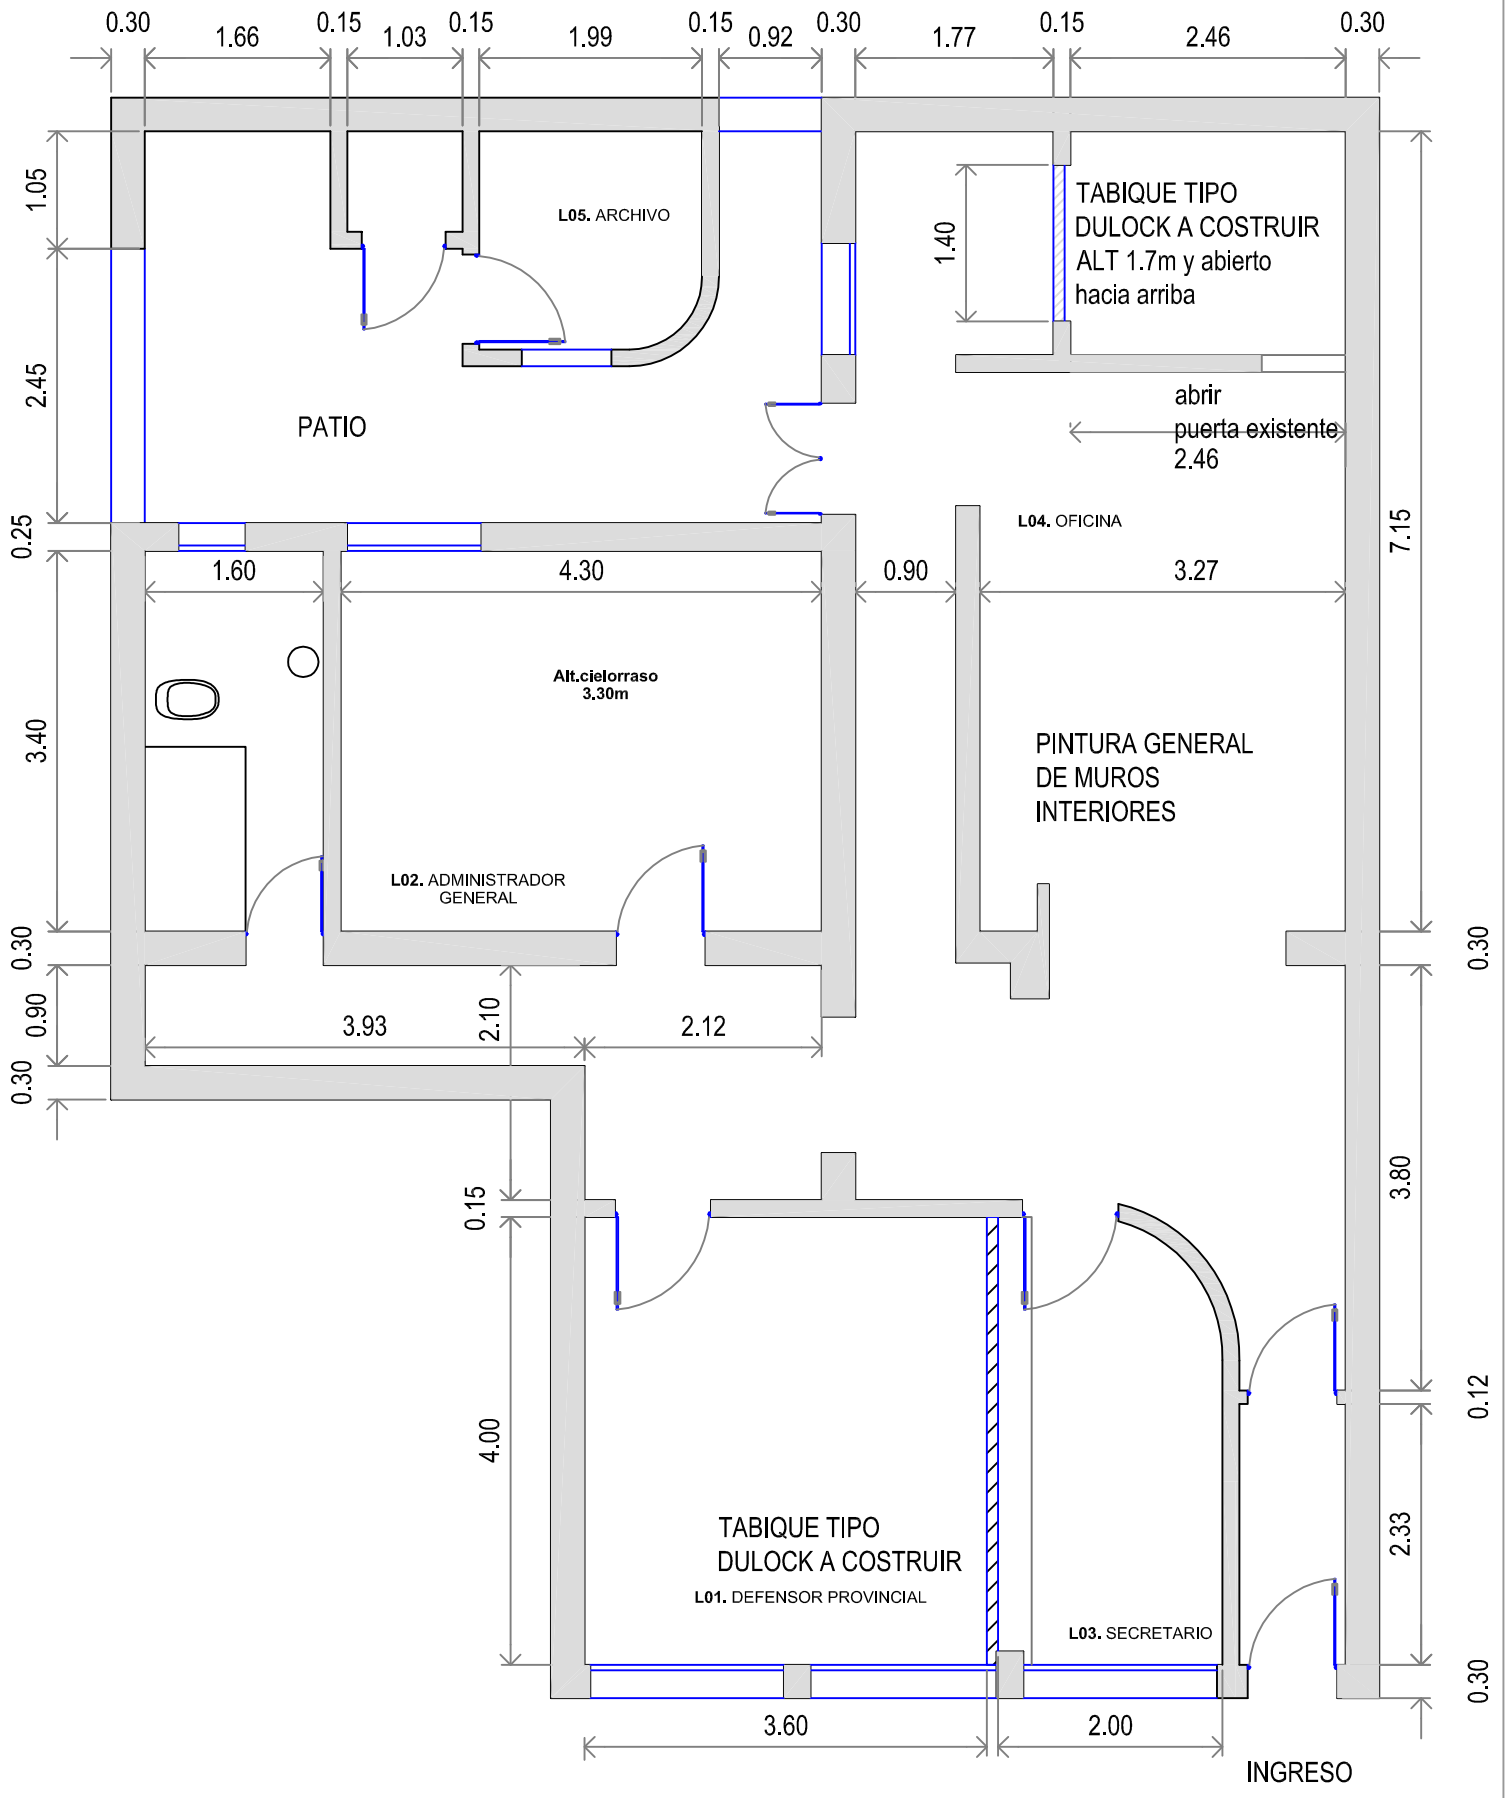 0.30
1.66
0.15
1.03
0.15
1.99
0.15
0.92
0.30
1.77
0.15
2.46
0.30
1.05
2.45
0.25
3.40
0.30
0.90
0.30
L05. ARCHIVO
PATIO
1.40
TABIQUE TIPO
DULOCK A COSTRUIR
ALT 1.7m y abierto
hacia arriba
abrir
puerta existente
2.46
L04. OFICINA
7.15
1.60
4.30
0.90
3.27
Alt.cielorraso
3.30m
PINTURA GENERAL
DE MUROS
INTERIORES
L02. ADMINISTRADOR
GENERAL
0.30
3.93
2.10
2.12
3.80
0.15
4.00
0.12
2.33
TABIQUE TIPO
DULOCK A COSTRUIR
L01. DEFENSOR PROVINCIAL
L03. SECRETARIO
0.30
3.60
2.00
INGRESO